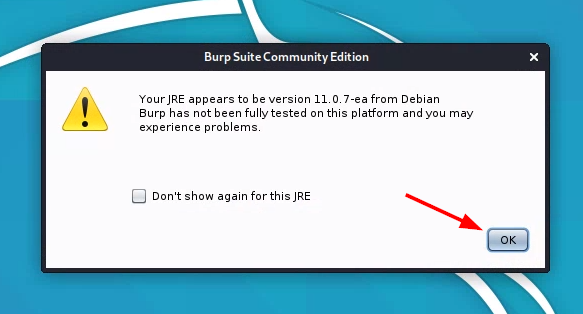 Burp Suite Community Edition
Your JRE appears to be version 11.0.7-ea from Debian
Burp has not been fully tested on this platform and you may
experience problems.
Don't show again for this JRE
OK